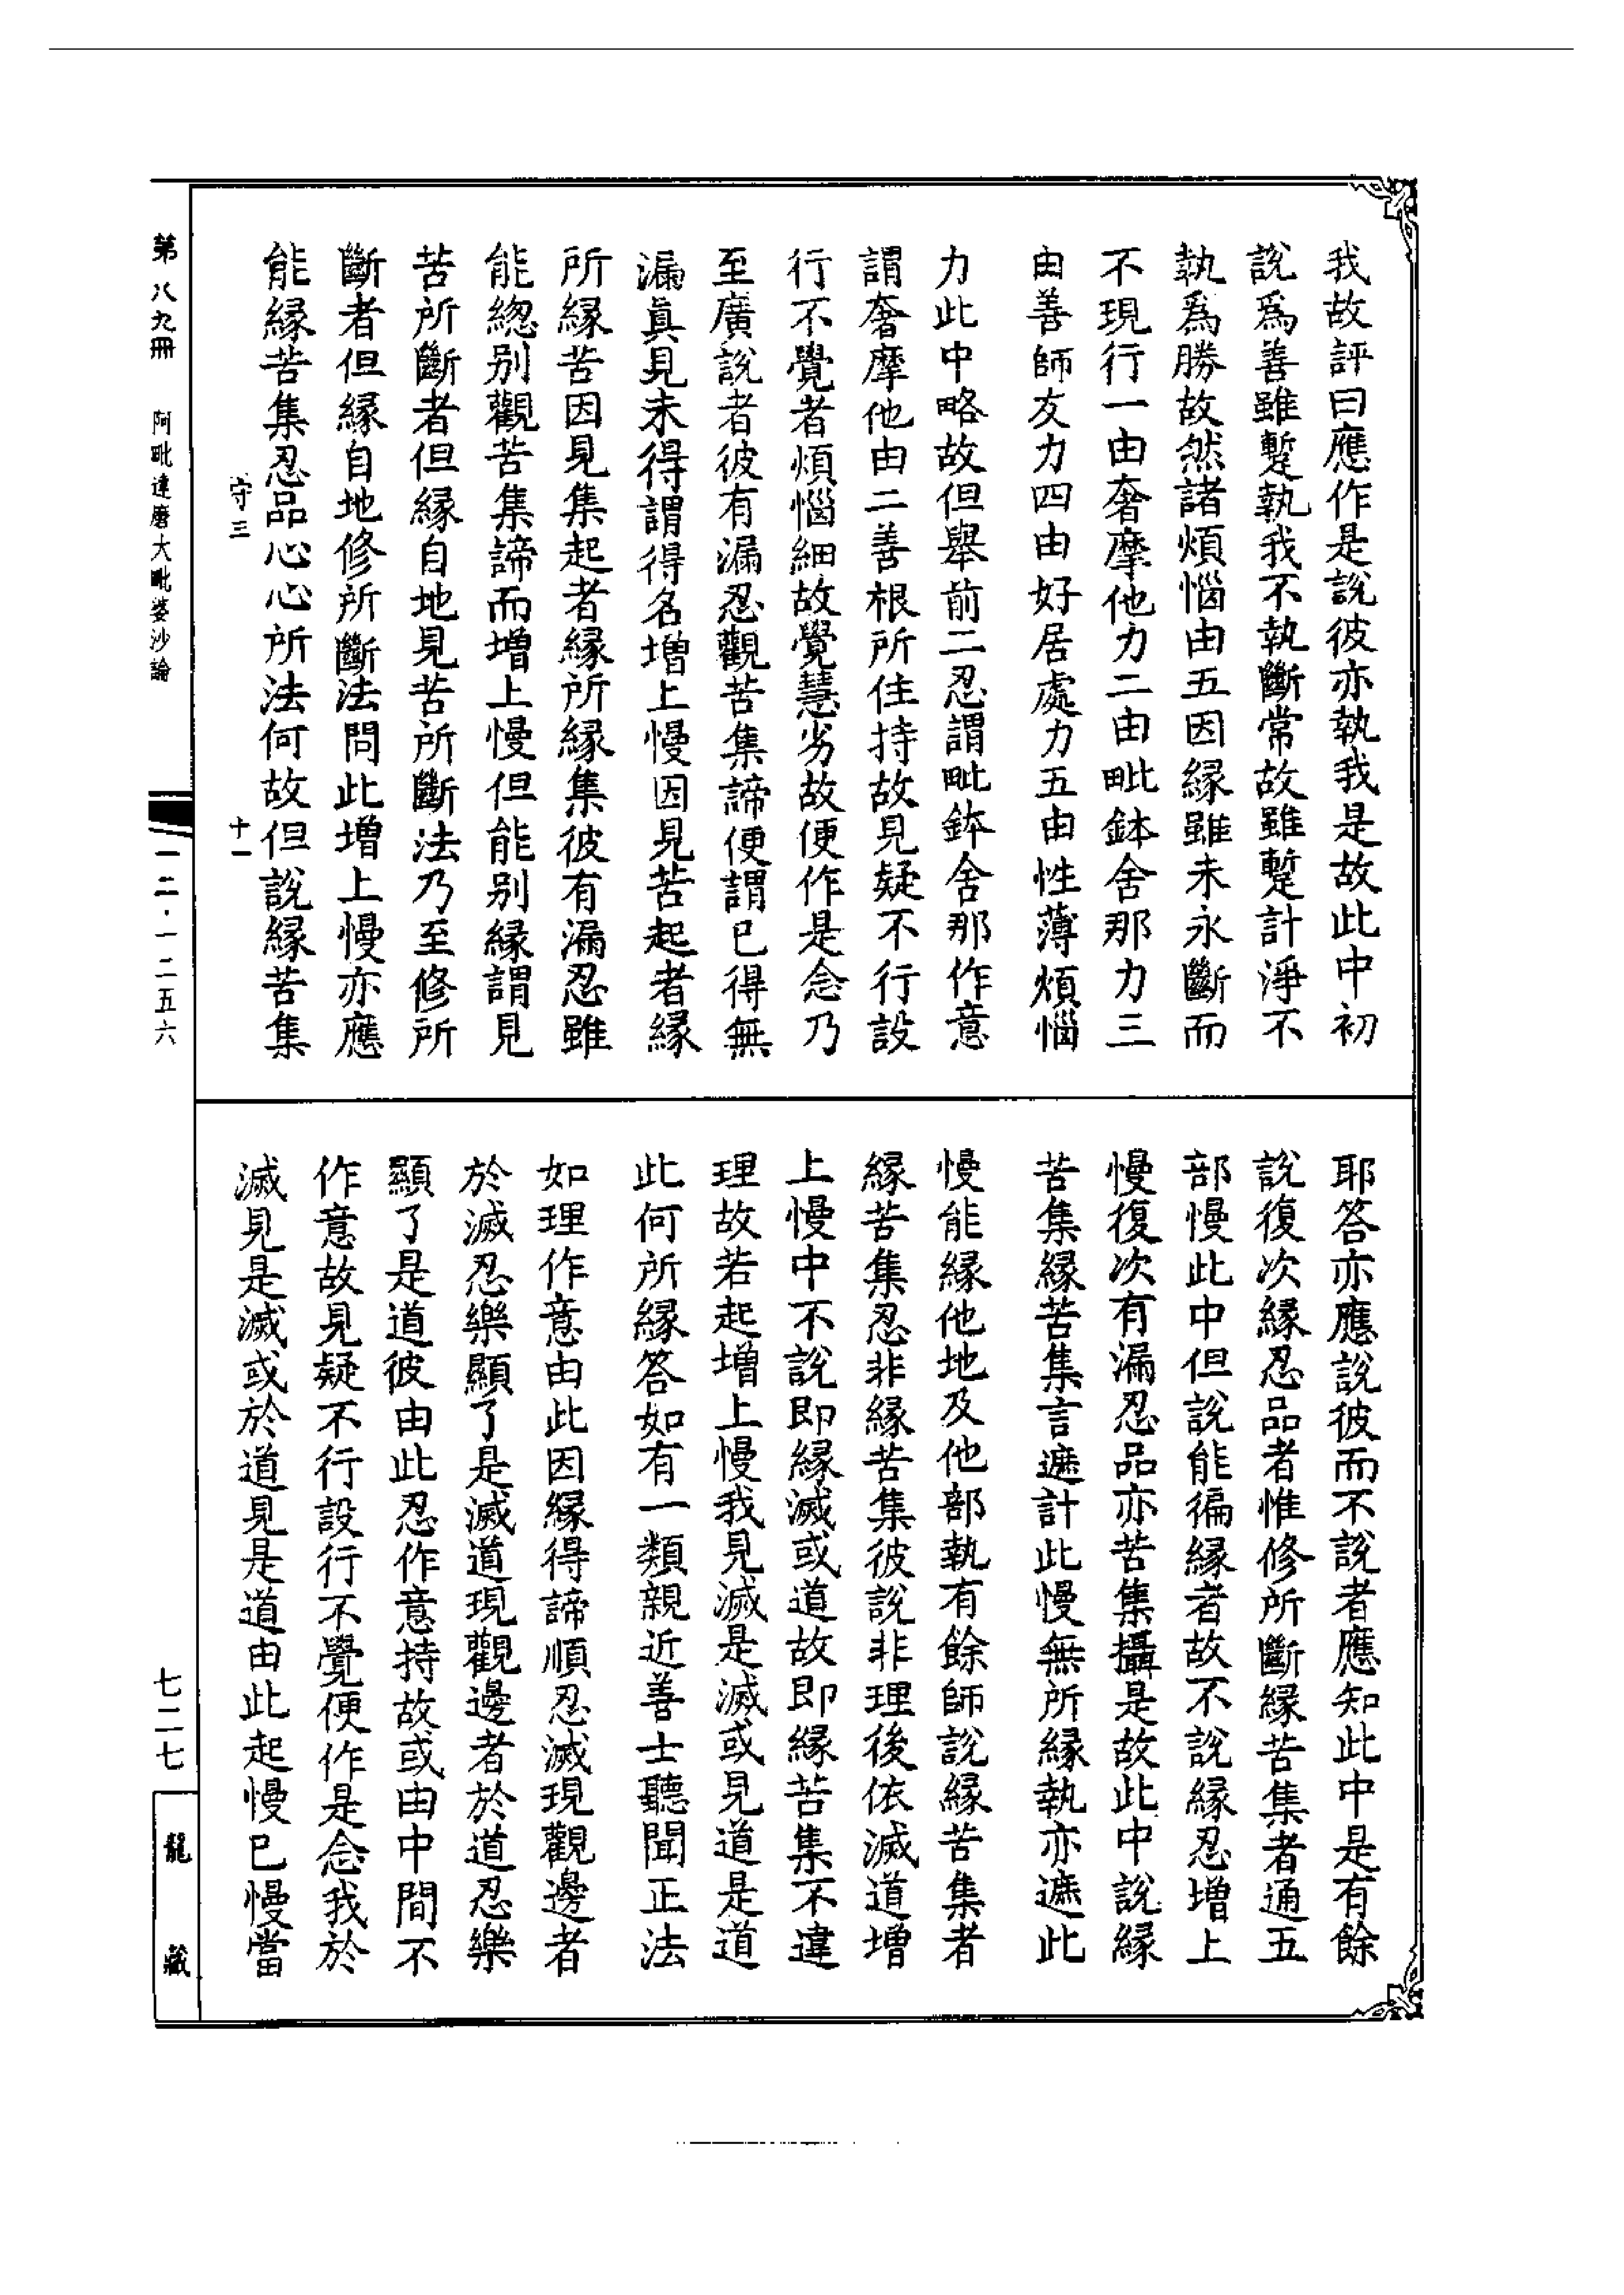 我故評曰應作是說彼亦執我是故此中初
說爲善雖暫執我不執斷常故雖暫計淨不
執爲勝故然諸煩惱由五因緣雖未永斷而
不現行一由奢摩他力二由毗鉢舍那力三
由善師友力四由好居處力五由性薄煩惱
力此中略故但舉前二忍謂毗鉢舍那作意
謂奢摩他由二善根所住持故見疑不行設
行不覺者煩惱細故覺慧劣故便作是念乃
至廣說者彼有漏忍觀苦集諦便謂已得無
漏眞見未得謂得名增上慢因見苦起者緣
所緣苦因見集起者緣所緣集彼有漏忍雖
能總別觀苦集諦而增上慢但能別緣謂見
苦所斷者但緣自地見苦所斷法乃至修所
斷者但緣自地修所斷法問此增上慢亦應
能緣苦集忍品心心所法何故但說緣苦集
守三 十一
耶答亦應說彼而不說者應知此中是有餘
說復次緣忍品者惟修所斷緣苦集者通五
部慢此中但說能徧緣者故不說緣忍增上
慢復次有漏忍品亦苦集攝是故此中說緣
苦集緣苦集言遮計此慢無所緣執亦遮此
慢能緣他地及他部執有餘師說緣苦集者
緣苦集忍非緣苦集彼說非理後依滅道增
上慢中不說即緣滅或道故即緣苦集不違
理故若起增上慢我見滅是滅或見道是道
此何所緣答如有一類親近善士聽聞正法
如理作意由此因緣得諦順忍滅現觀邊者
於滅忍樂顯了是滅道現觀邊者於道忍樂
顯了是道彼由此忍作意持故或由中間不
作意故見疑不行設行不覺便作是念我於
滅見是滅或於道見是道由此起慢已慢當
第八九冊 阿毗達磨大毗婆沙論
一二·一二五六
七二七
龍藏